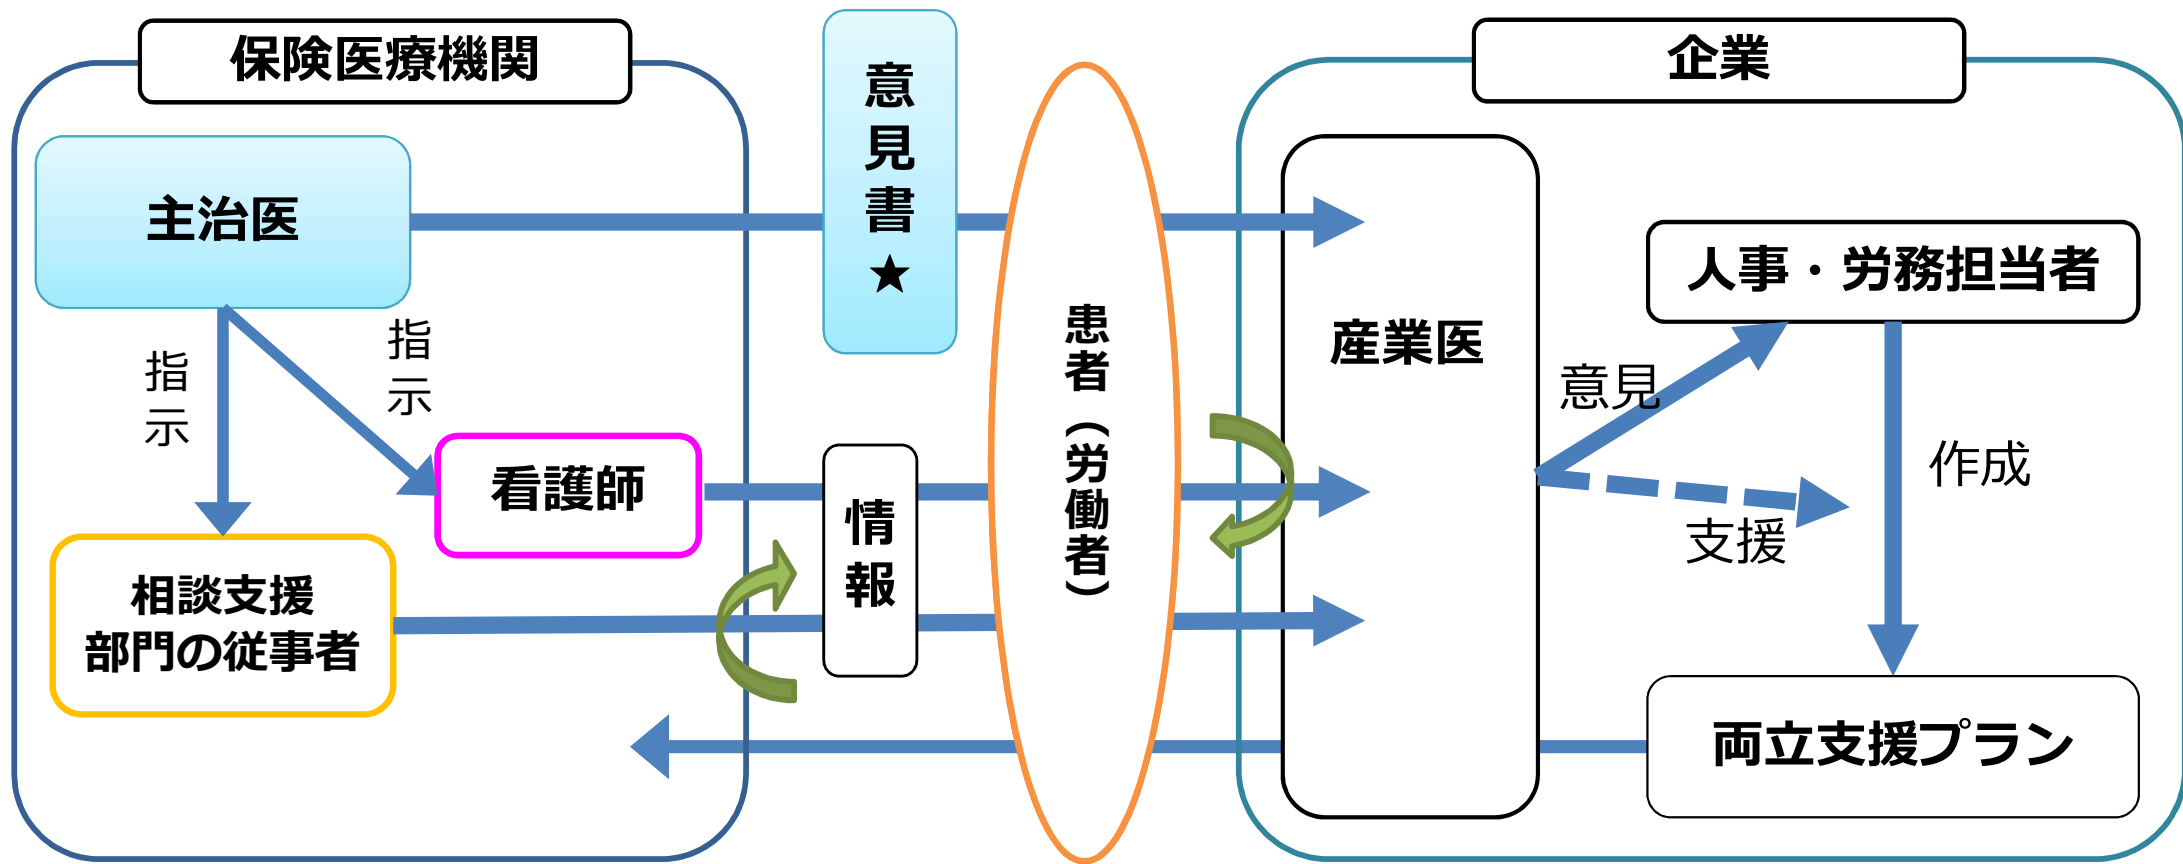 保険医療機関
企業
主治医
意見書★
患者（労働者）
産業医
人事・労務担当者
指示
指示
意見
看護師
情報
作成
支援
相談支援
部門の従事者
両立支援プラン